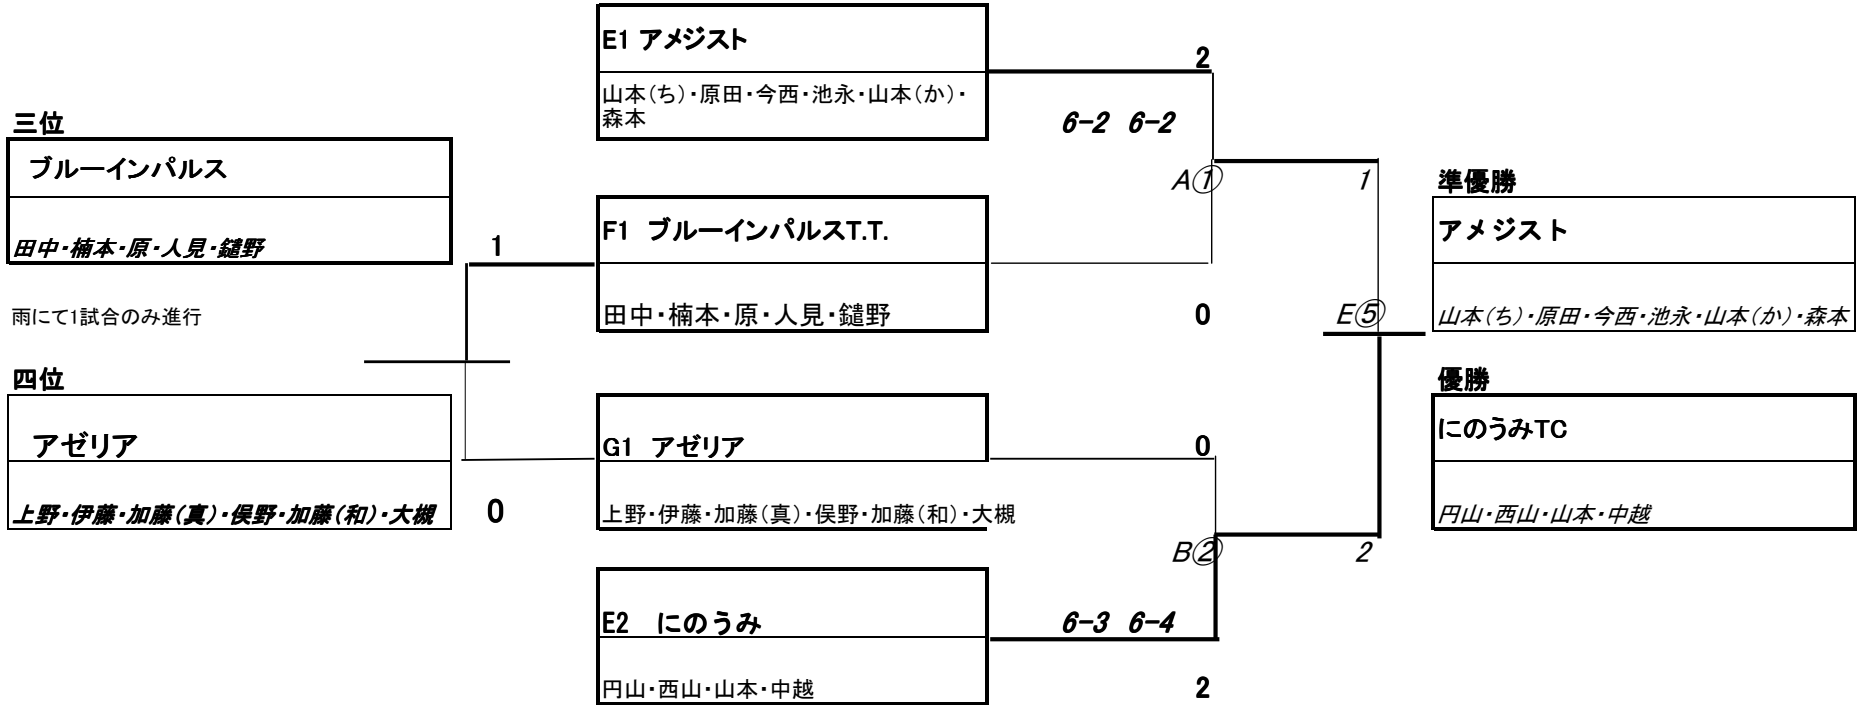 三位
ブルーインパルス
田中・楠本・原・人見・鑓野
雨にて1試合のみ進行
四位
アゼリア
上野・伊藤・加藤(真)・俣野・加藤(和)・大槻
1
0
E1 アメジスト
山本(ち)・原田・今西・池永・山本(か)・
森本
F1 ブルーインパルスT.T.
田中・楠本・原・人見・鑓野
G1 アゼリア
上野・伊藤・加藤(真)・俣野・加藤(和)・大槻
E2 にのうみ
円山・西山・山本・中越
2
6-2 6-2
A①
0
0
B②
6-3 6-4
2
1
E⑤
2
準優勝
アメジスト
山本(ち)・原田・今西・池永・山本(か)・森本
優勝
にのうみTC
円山・西山・山本・中越